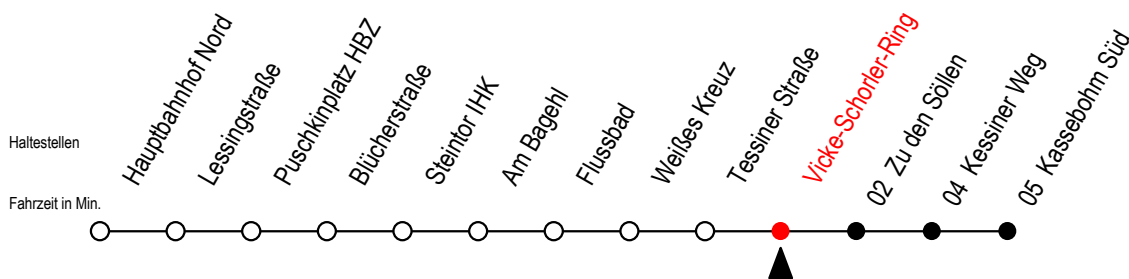 Haltestellen
Fahrzeit in Min.
Hauptbahnhof Nord
Lessingstraße
Puschkinplatz HBZ
Blücherstraße
Steintor IHK
Am Bagehl
Flussbad
Weißes Kreuz
Tessiner Straße
Vicke-Schorler-Ring
02 Zu den Söllen
04 Kessiner Weg
05 Kassebohm Süd